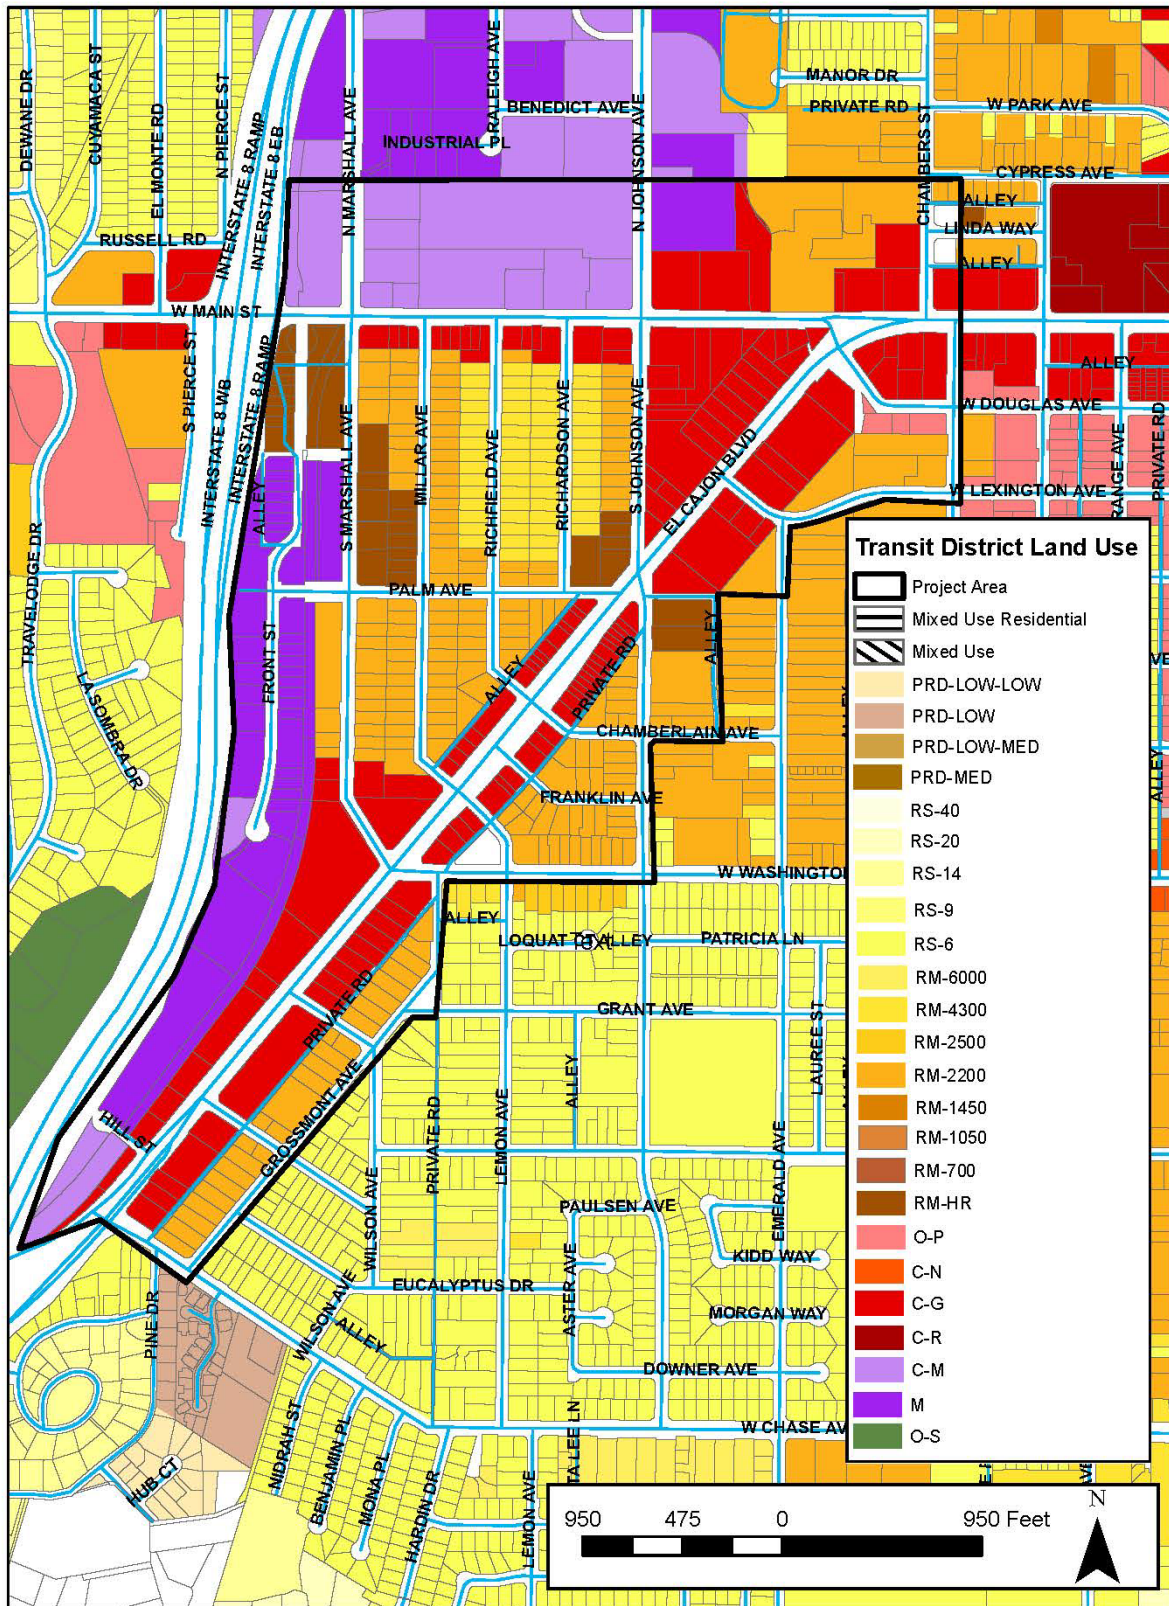 DEWANE DR
CUYAMACA ST
EL MONTE RD
N PIERCE ST
INTERSTATE 8 RAMP
INTERSTATE 8 EB
N MARSHALL AVE
RALEIGH AVE
BENEDICT AVE
INDUSTRIAL PL
N JOHNSON AVE
MANOR DR
PRIVATE RD
W PARK AVE
CHAMBERS ST
CYPRESS AVE
ALLEY
LINDA WAY
ALLEY
RUSSELL RD
W MAIN ST
S PIERCE ST
INTERSTATE 8 WB
INTERSTATE 8 RAMP
ALLEY
S MARSHALL AVE
MILLAR AVE
RICHFIELD AVE
RICHARDSON AVE
S JOHNSON AVE
EL CAJON BLVD
ALLEY
W DOUGLAS AVE
W LEXINGTON AVE
RANGE AVE
PRIVATE RD
TRAVELODGE DR
LA SOMBRA DR
FRONT ST
PALM AVE
ALLEY
PRIVATE RD
ALLEY
CHAMBERLAIN AVE
FRANKLIN AVE
ALLEY
W WASHINGTON
ALLEY
LOQUAT CT
Text
ALLEY
PATRICIA LN
GRANT AVE
LAUREE ST
ALLEY
PRIVATE RD
GROSSMONT AVE
HILL ST
WILSON AVE
PRIVATE RD
LEMON AVE
EMERALD AVE
PAULSEN AVE
ASTER AVE
KIDD WAY
EUCALYPTUS DR
MORGAN WAY
DOWNER AVE
PINE DR
WILSON AVE
ALLEY
W CHASE AV
NIDRAH ST
BENJAMIN PL
MONA PL
HARDIN DR
LEMON AVE
TA LEE LN
HUB CT
Transit District Land Use
Project Area
Mixed Use Residential
Mixed Use
PRD-LOW-LOW
PRD-LOW
PRD-LOW-MED
PRD-MED
RS-40
RS-20
RS-14
RS-9
RS-6
RM-6000
RM-4300
RM-2500
RM-2200
RM-1450
RM-1050
RM-700
RM-HR
O-P
C-N
C-G
C-R
C-M
M
O-S
950 475 0 950 Feet
N